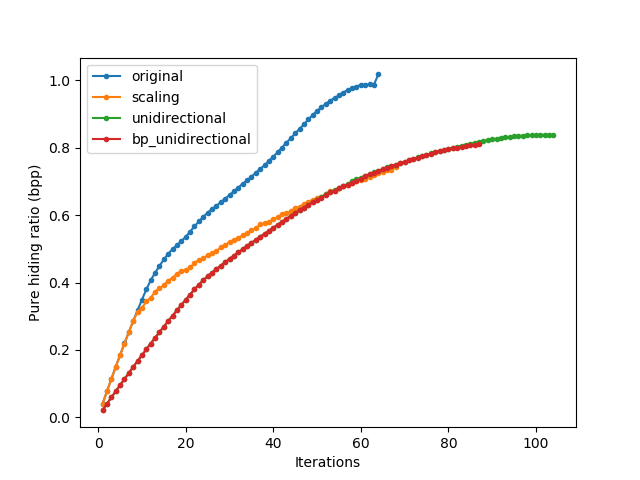 original
scaling
unidirectional
bp_unidirectional
1.0
0.8
0.6
0.4
0.2
0.0
Pure hiding ratio (bpp)
0 20 40 60 80 100
Iterations